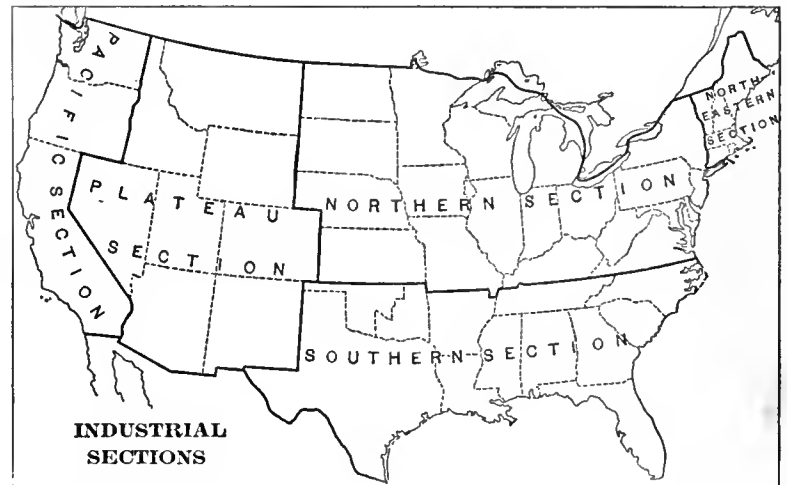 PACIFIC SECTION
PLATEAU
SECTION
NORTHERN SECTION
NORTH
EASTERN
SECTION
SOUTHERN SECTION
INDUSTRIAL
SECTIONS